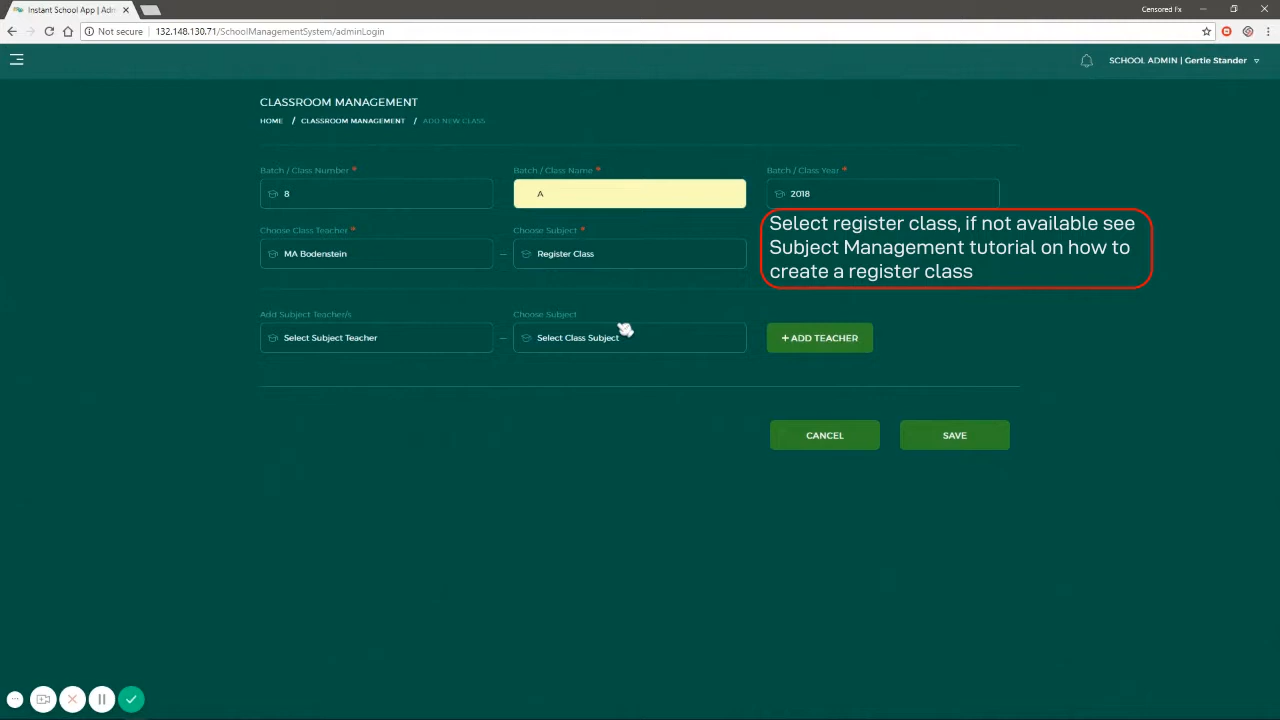 Instant School App | Adm
Censored Fx
Not secure | 132.148.130.71/SchoolManagementSystem/adminLogin
SCHOOL ADMIN | Gertie Stander
CLASSROOM MANAGEMENT
HOME / CLASSROOM MANAGEMENT / ADD NEW CLASS
Batch / Class Number * Batch / Class Name * Batch / Class Year *
8 A 2018
Choose Class Teacher * Choose Subject *
MA Bodenstein – Register Class
Select register class, if not available see
Subject Management tutorial on how to
create a register class
Add Subject Teacher/s Choose Subject
Select Subject Teacher – Select Class Subject + ADD TEACHER
CANCEL SAVE